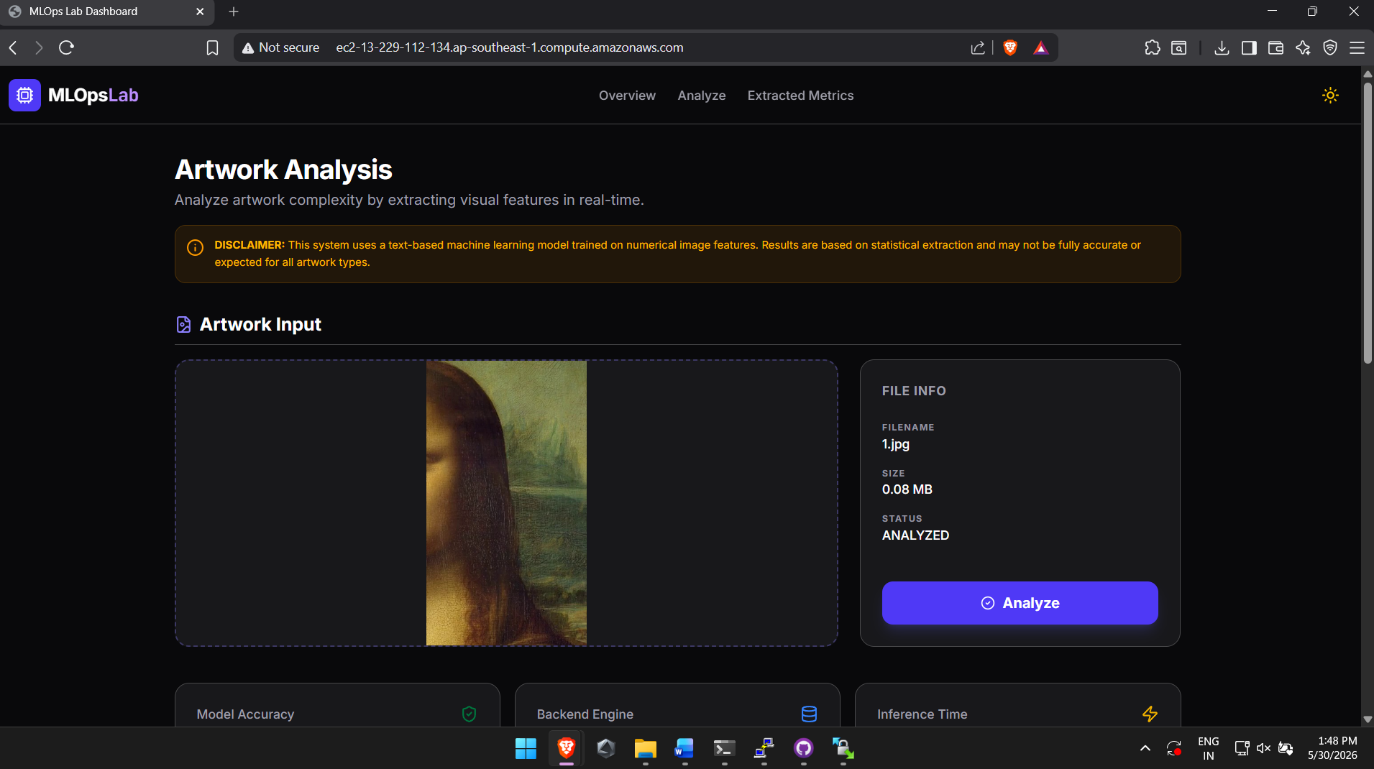 MLOps Lab Dashboard
Not secure
ec2-13-229-112-134.ap-southeast-1.compute.amazonaws.com
MLOpsLab
Overview
Analyze
Extracted Metrics
Artwork Analysis
Analyze artwork complexity by extracting visual features in real-time.
DISCLAIMER: This system uses a text-based machine learning model trained on numerical image features. Results are based on statistical extraction and may not be fully accurate or
expected for all artwork types.
Artwork Input
FILE INFO
FILENAME
1.jpg
SIZE
0.08 MB
STATUS
ANALYZED
Analyze
Model Accuracy
Backend Engine
Inference Time
ENG
IN
1:48 PM
5/30/2026